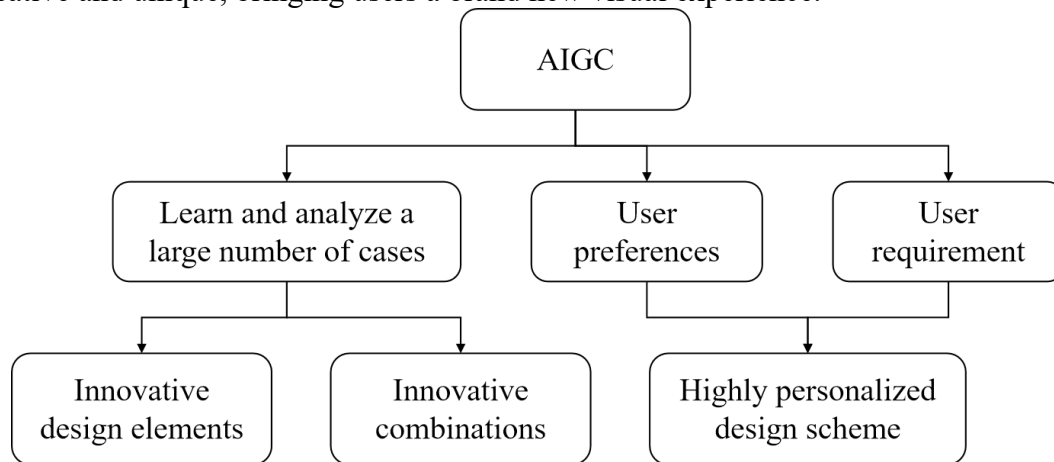 AIGC
Learn and analyze a
large number of cases
User
preferences
User
requirement
Innovative
design elements
Innovative
combinations
Highly personalized
design scheme